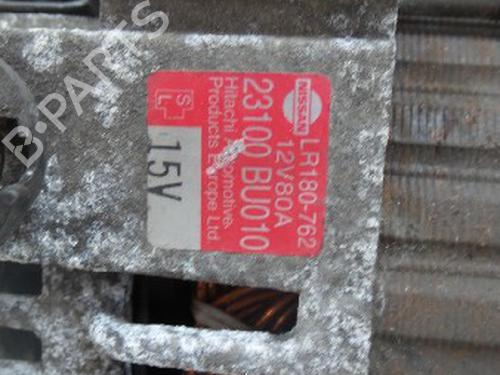 NISSAN
LR180-762
12V80A
23100 BU010
Hitachi Automotive
Products Europe Ltd
S
L
15V
B-PARTS